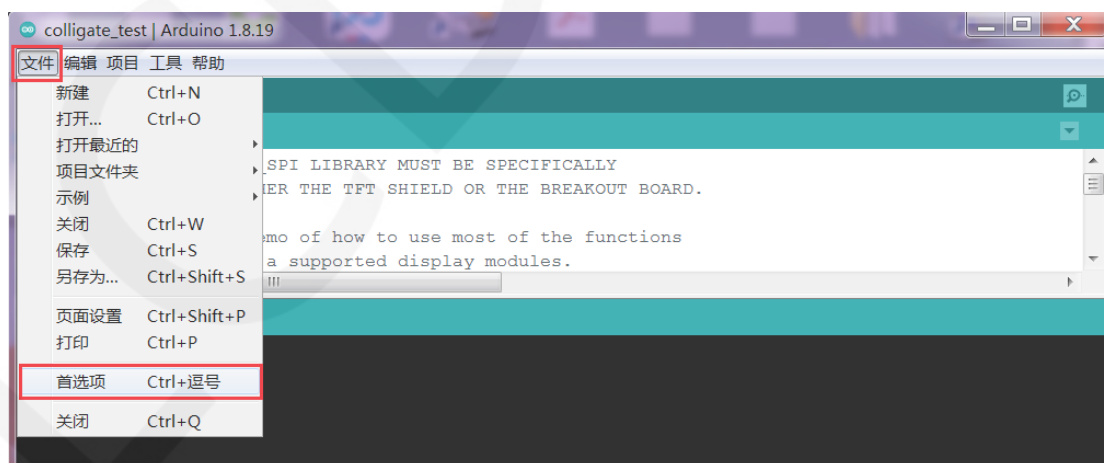 colligate_test | Arduino 1.8.19
文件 编辑 项目 工具 帮助
新建 Ctrl+N
打开... Ctrl+O
打开最近的
项目文件夹
示例
关闭 Ctrl+W
保存 Ctrl+S
另存为... Ctrl+Shift+S
页面设置 Ctrl+Shift+P
打印 Ctrl+P
首选项 Ctrl+逗号
关闭 Ctrl+Q
_SPI LIBRARY MUST BE SPECIFICALLY
THE TFT SHIELD OR THE BREAKOUT BOARD.
of how to use most of the functions
a supported display modules.